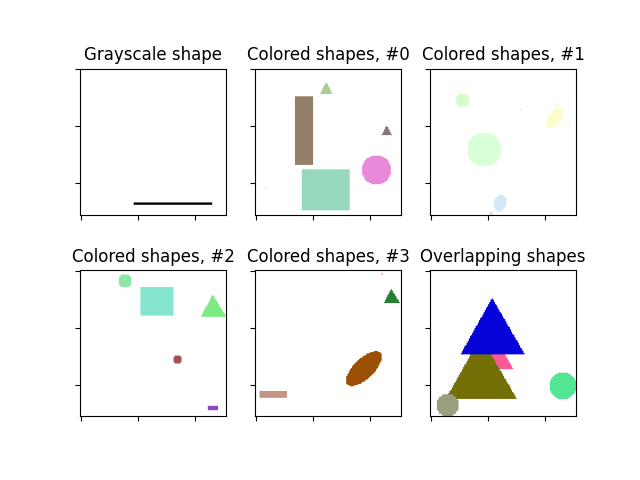 Grayscale shape
Colored shapes, #0
Colored shapes, #1
Colored shapes, #2
Colored shapes, #3
Overlapping shapes